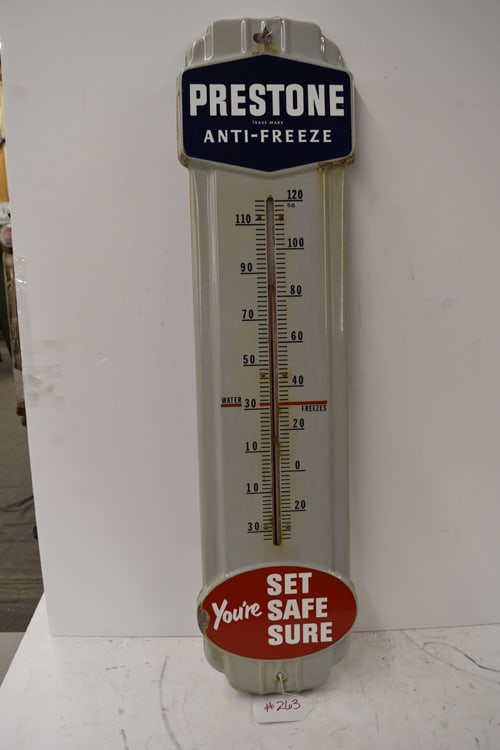 PRESTONE
TRADE-MARK
ANTI-FREEZE
120
110
100
90
80
70
60
50
40
WATER 30
FREEZES
20
10
0
10
20
30
SET
You're SAFE
SURE
#263